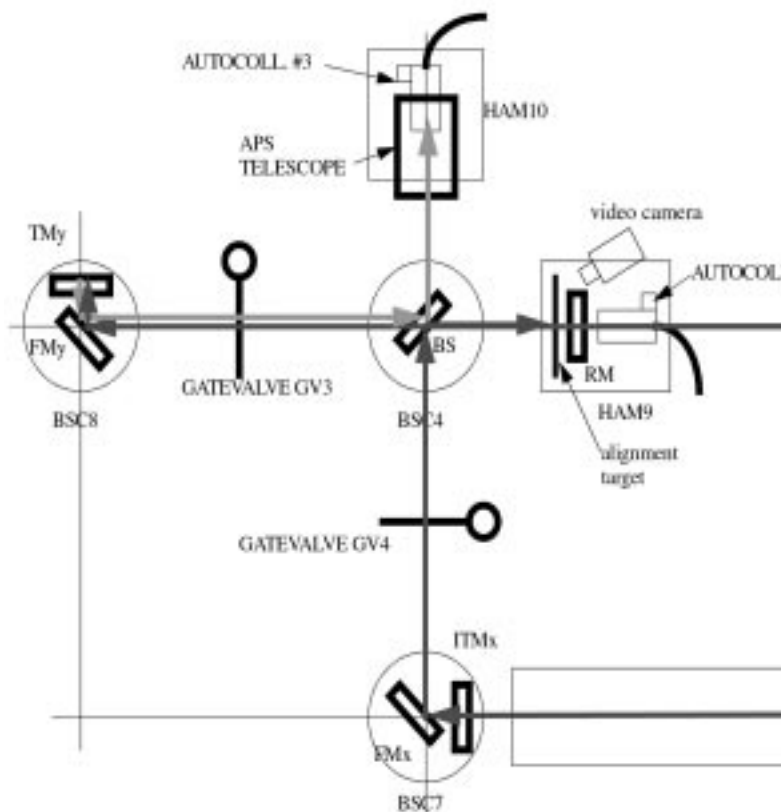 AUTOCOLL. #3
HAM10
APS
TELESCOPE
video camera
TMy
AUTOCOL
FMy
BS
GATEVALVE GV3
RM
BSC8
BSC4
HAM9
alignment
target
GATEVALVE GV4
ITMx
FMx
BSC7